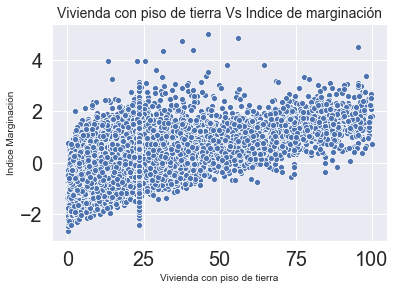 Vivienda con piso de tierra Vs Indice de marginación
4
2
0
−2
Indice Marginación
0 25 50 75 100
Vivienda con piso de tierra